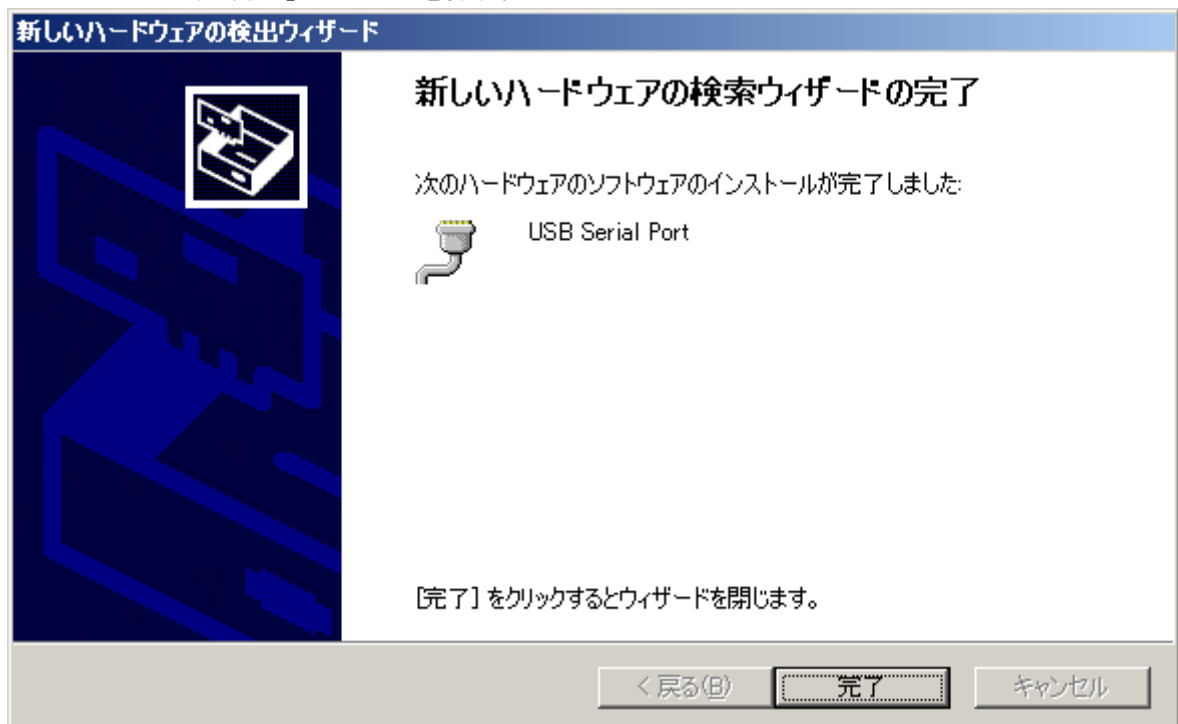 新しいハードウェアの検出ウィザード
新しいハードウェアの検索ウィザードの完了
次のハードウェアのソフトウェアのインストールが完了しました:
USB Serial Port
[完了] をクリックするとウィザードを閉じます。
< 戻る(B)
完了
キャンセル